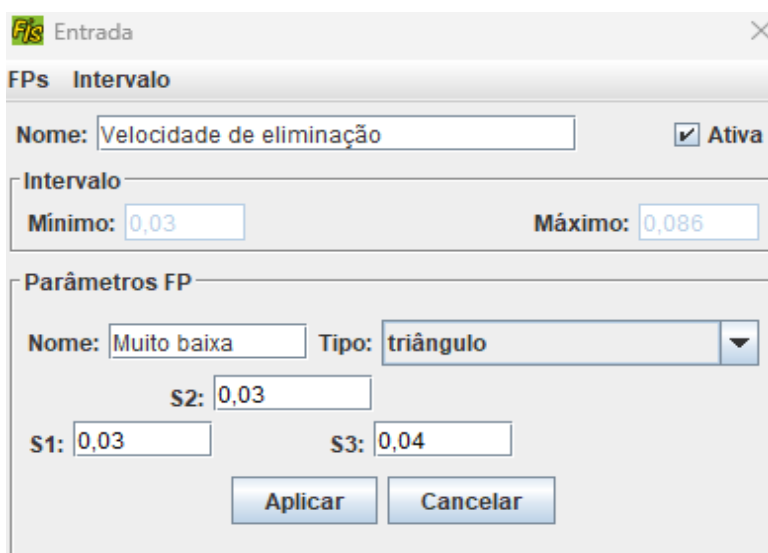 Fis Entrada
FPs Intervalo
Nome: Velocidade de eliminação Ativa
Intervalo
Mínimo: 0,03 Máximo: 0,086
Parâmetros FP
Nome: Muito baixa Tipo: triângulo
S2: 0,03
S1: 0,03 S3: 0,04
Aplicar Cancelar